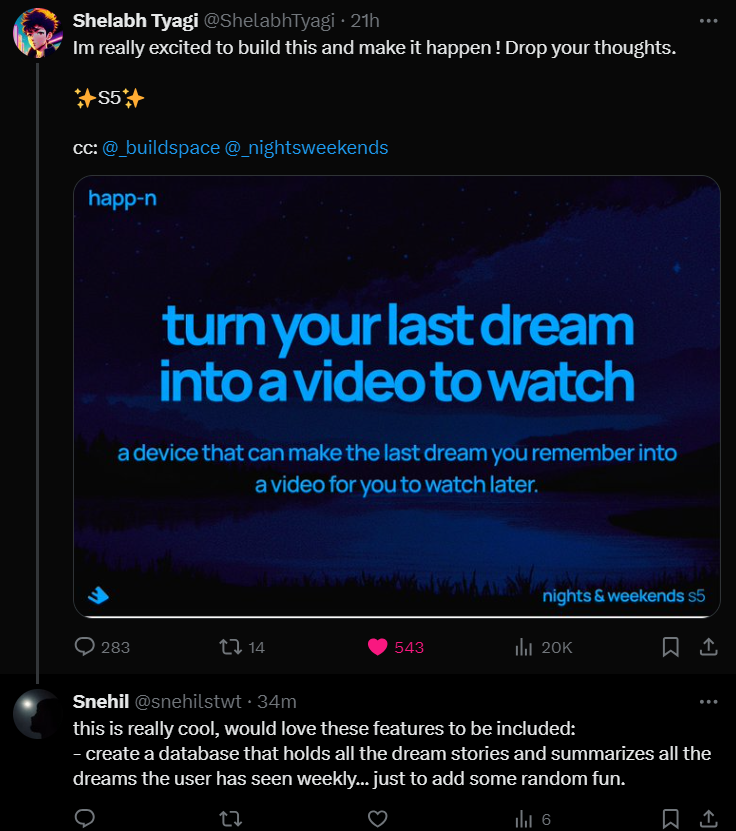 Shelabh Tyagi @ShelabhTyagi · 21h
Im really excited to build this and make it happen ! Drop your thoughts.
✨S5✨
cc: @_buildspace @_nightsweekends
happ-n
turn your last dream
into a video to watch
a device that can make the last dream you remember into
a video for you to watch later.
nights & weekends s5
283 14 543 20K
Snehil @snehilstwt · 34m
this is really cool, would love these features to be included:
- create a database that holds all the dream stories and summarizes all the
dreams the user has seen weekly... just to add some random fun.
6